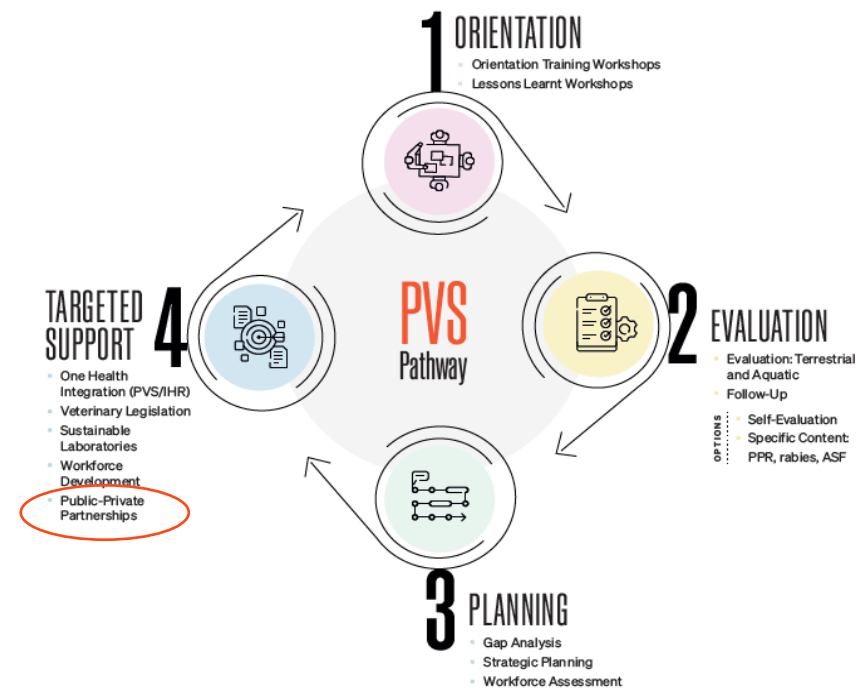 1 ORIENTATION
Orientation Training Workshops
Lessons Learnt Workshops
PVS
Pathway
2 EVALUATION
Evaluation: Terrestrial
and Aquatic
Follow-Up
OPTIONS
Self-Evaluation
Specific Content:
PPR, rabies, ASF
3 PLANNING
Gap Analysis
Strategic Planning
Workforce Assessment
TARGETED
SUPPORT 4
One Health
Integration (PVS/IHR)
Veterinary Legislation
Sustainable
Laboratories
Workforce
Development
Public-Private
Partnerships